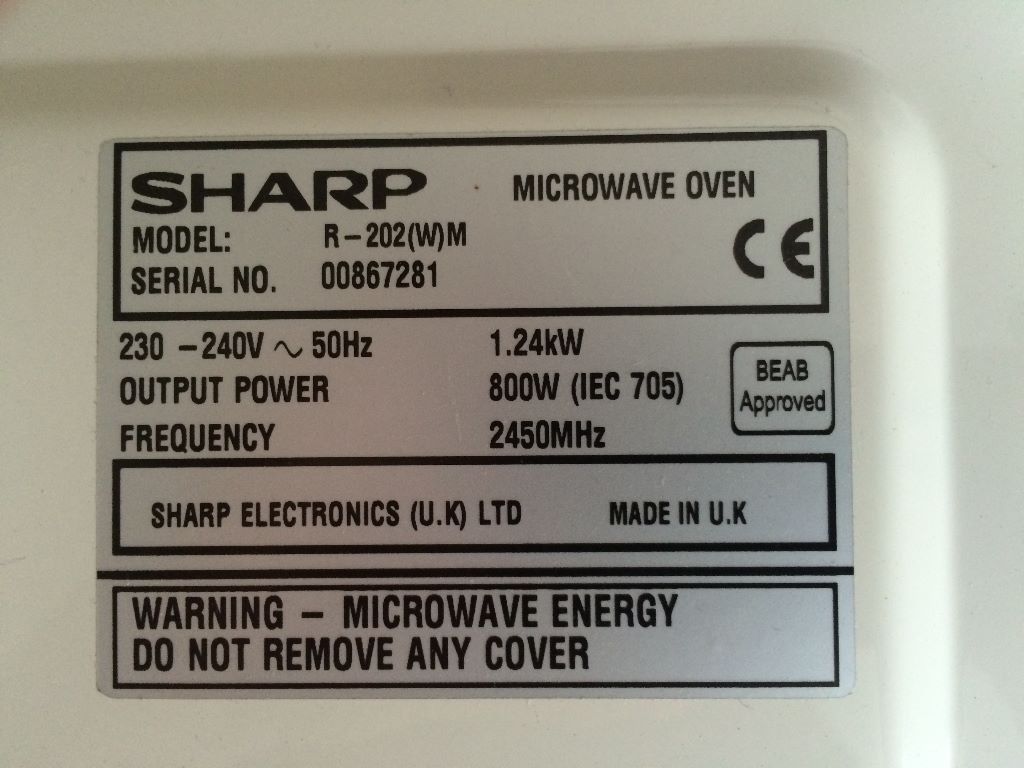 SHARP MICROWAVE OVEN
MODEL: R-202(W)M
SERIAL NO. 00867281
CE
230 -240V ~ 50Hz 1.24kW
OUTPUT POWER 800W (IEC 705)
FREQUENCY 2450MHz
BEAB
Approved
SHARP ELECTRONICS (U.K) LTD MADE IN U.K
WARNING - MICROWAVE ENERGY
DO NOT REMOVE ANY COVER